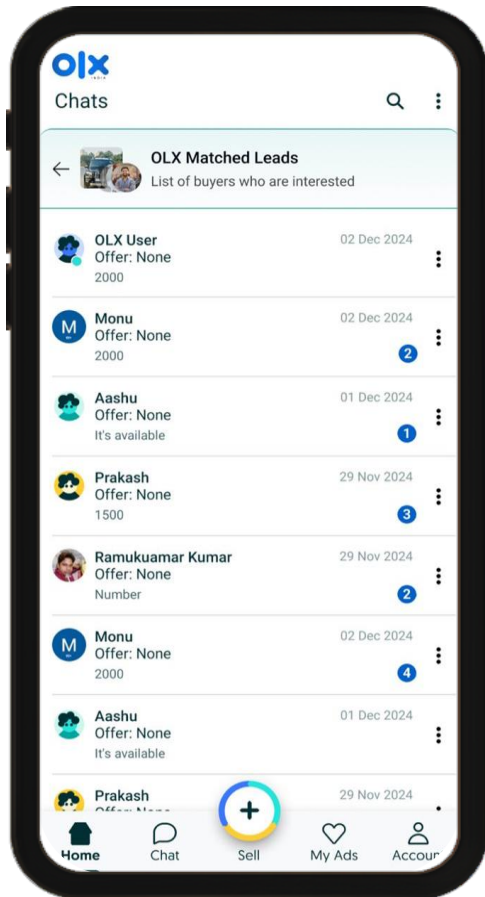 olx
INDIA
Chats
OLX Matched Leads
List of buyers who are interested
OLX User
02 Dec 2024
Offer: None
2000
M
Monu
02 Dec 2024
Offer: None
2000
2
Aashu
01 Dec 2024
Offer: None
It's available
1
Prakash
29 Nov 2024
Offer: None
1500
3
Ramukuamar Kumar
29 Nov 2024
Offer: None
Number
2
M
Monu
02 Dec 2024
Offer: None
2000
4
Aashu
01 Dec 2024
Offer: None
It's available
Prakash
29 Nov 2024
Offer: None
Home
Chat
Sell
My Ads
Accour